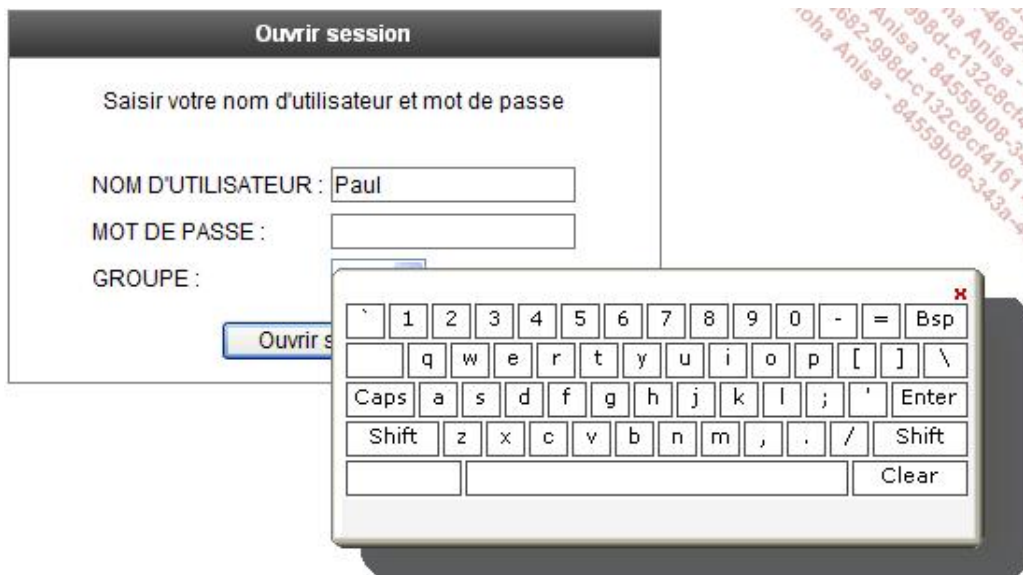 Ouvrir session
Saisir votre nom d'utilisateur et mot de passe
NOM D'UTILISATEUR : Paul
MOT DE PASSE :
GROUPE :
Ouvrir s
x
` 1 2 3 4 5 6 7 8 9 0 - = Bsp
q w e r t y u i o p [ ] \
Caps a s d f g h j k l ; ' Enter
Shift z x c v b n m , . / Shift
Clear